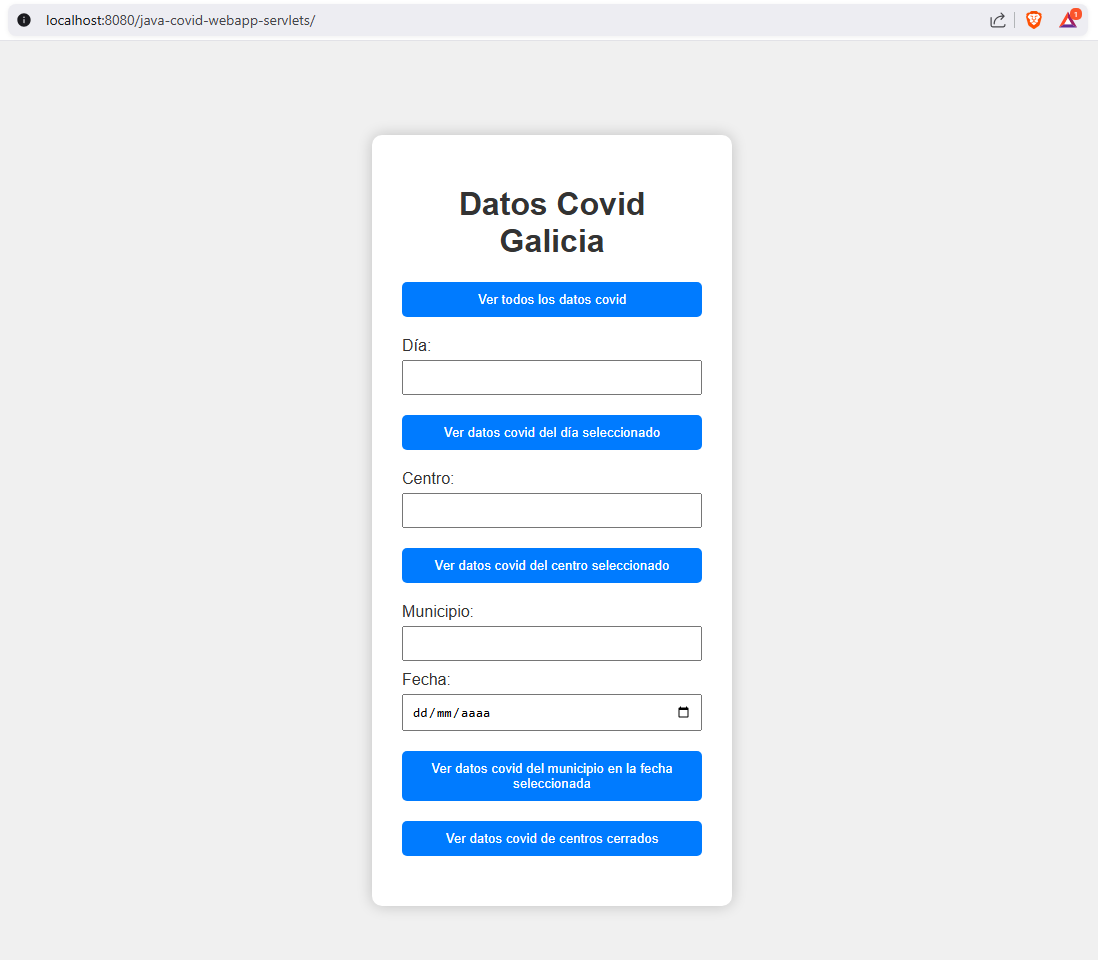 localhost:8080/java-covid-webapp-servlets/
1
Datos Covid
Galicia
Ver todos los datos covid
Día:
Ver datos covid del día seleccionado
Centro:
Ver datos covid del centro seleccionado
Municipio:
Fecha:
dd/mm/aaaa
Ver datos covid del municipio en la fecha
seleccionada
Ver datos covid de centros cerrados